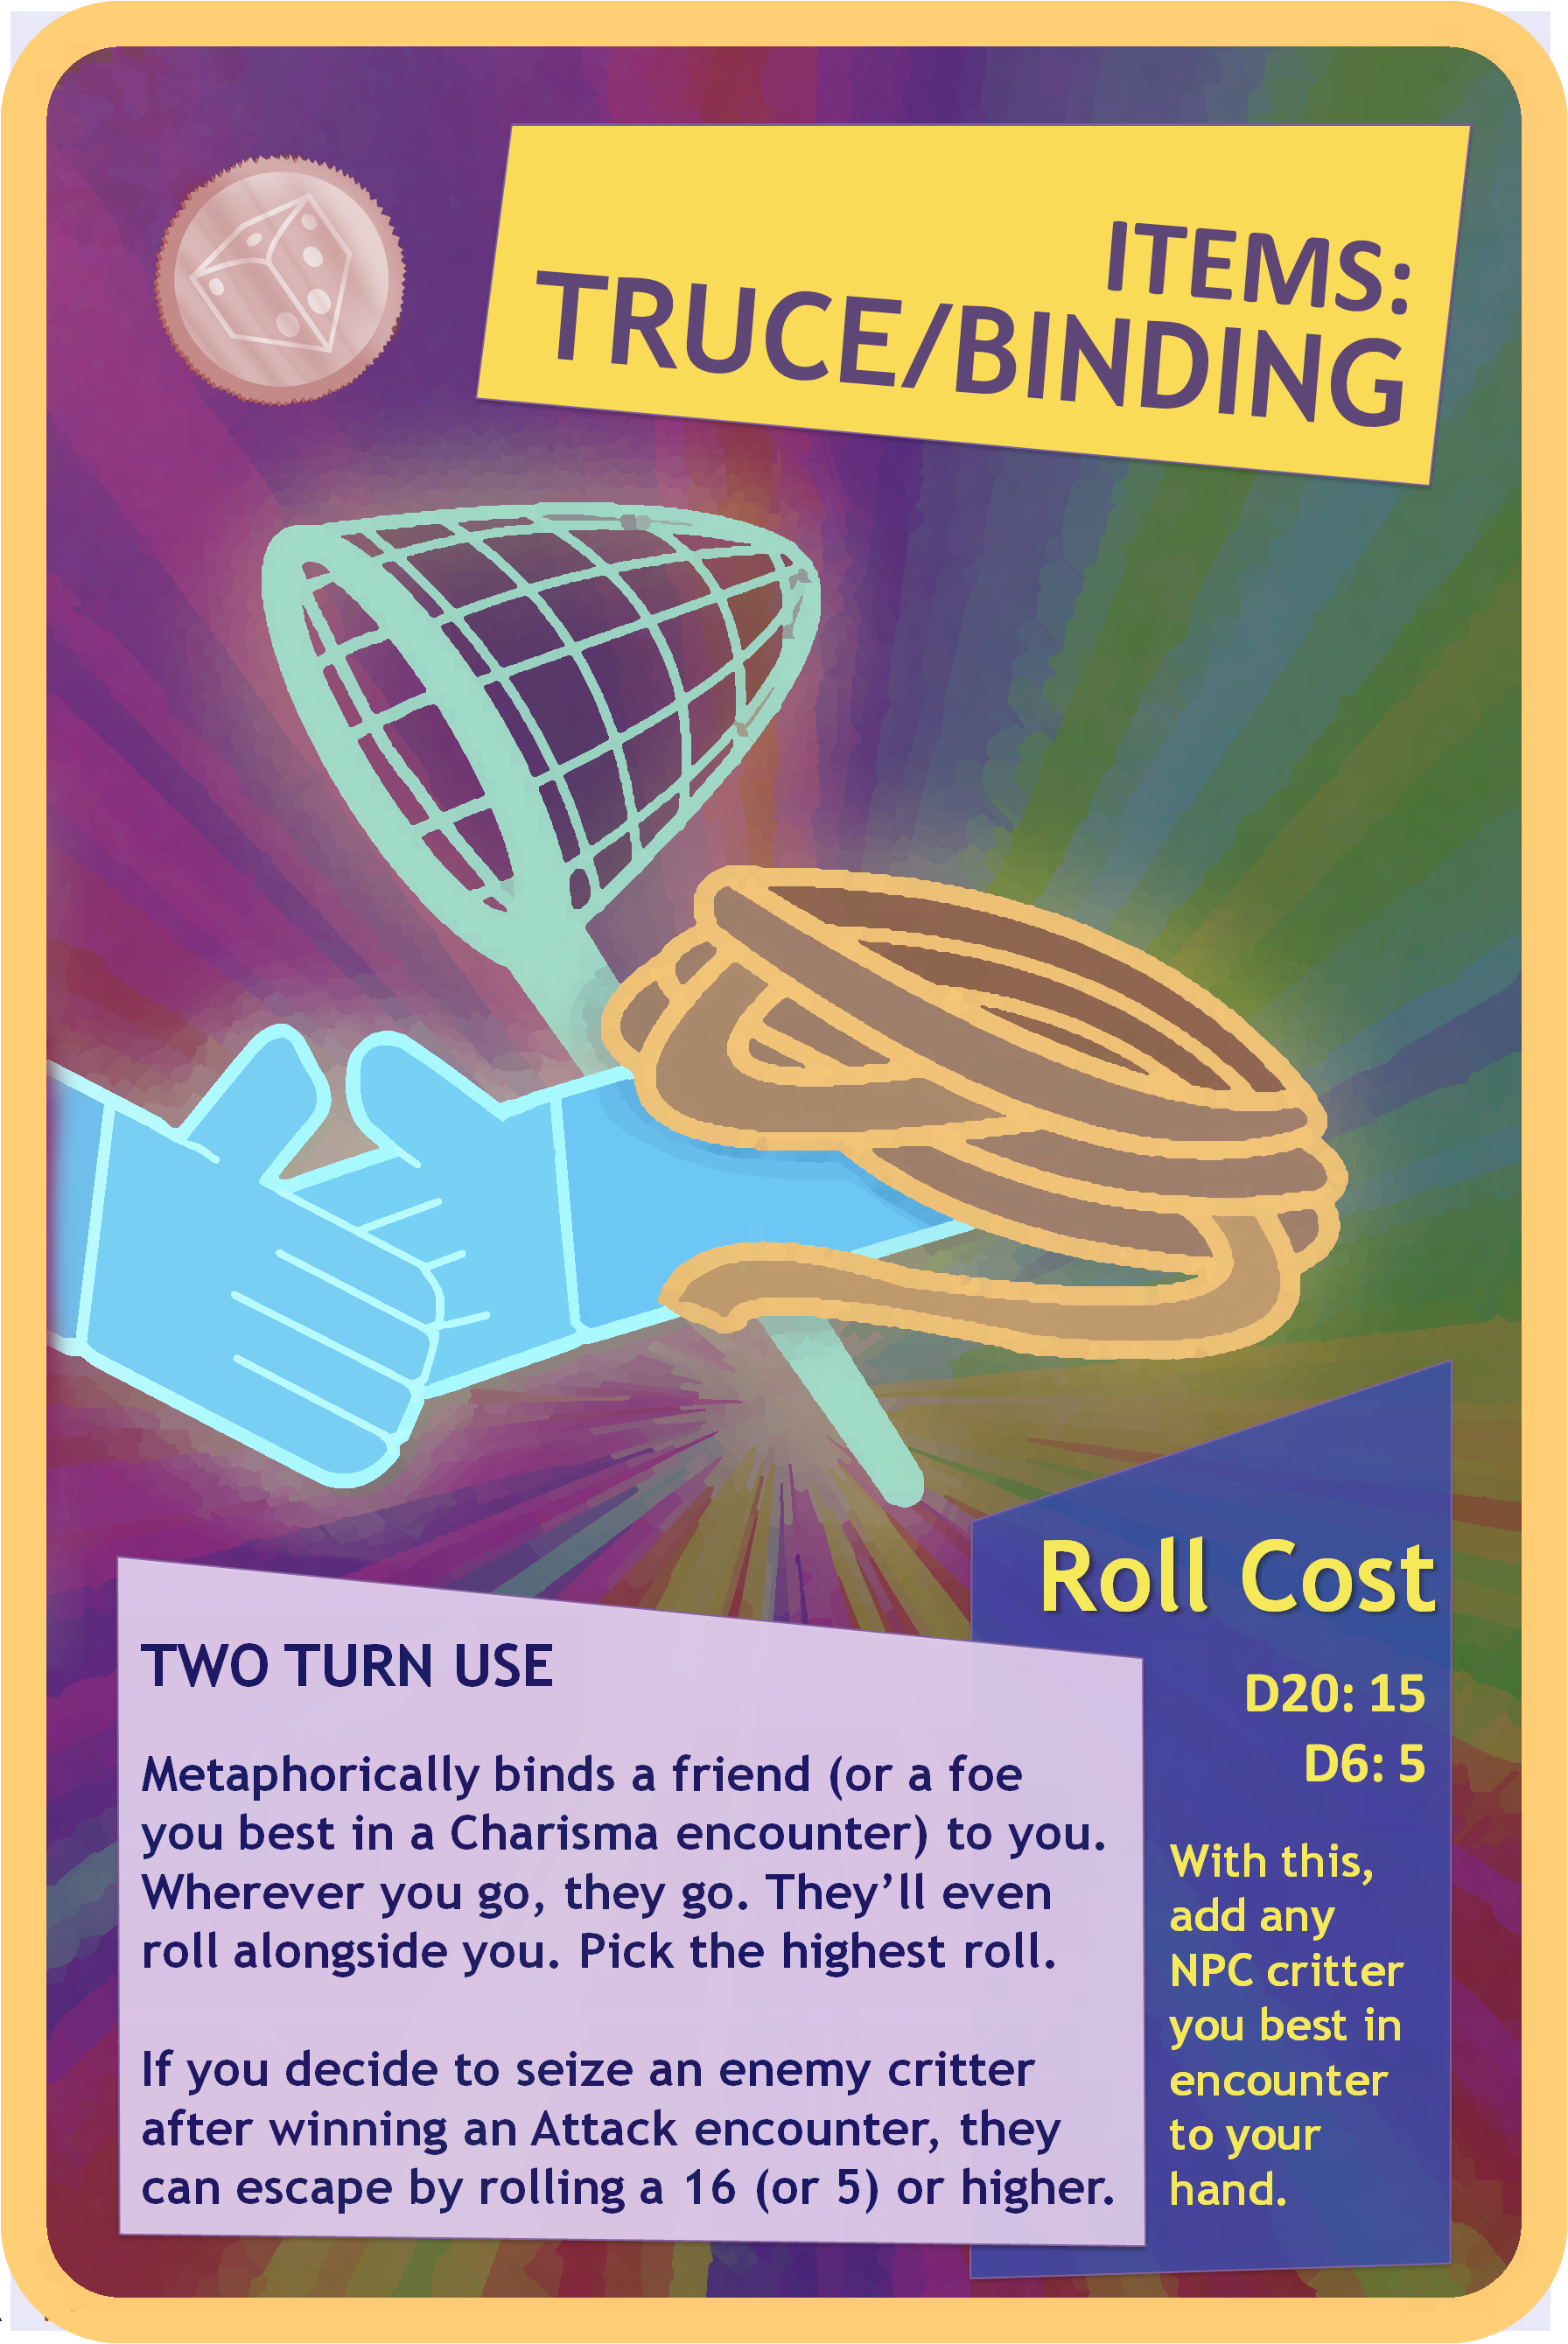 ITEMS:
TRUCE/BINDING
Roll Cost
D20: 15
D6: 5
With this,
add any
NPC critter
you best in
encounter
to your
hand.
TWO TURN USE
Metaphorically binds a friend (or a foe
you best in a Charisma encounter) to you.
Wherever you go, they go. They’ll even
roll alongside you. Pick the highest roll.
If you decide to seize an enemy critter
after winning an Attack encounter, they
can escape by rolling a 16 (or 5) or higher.